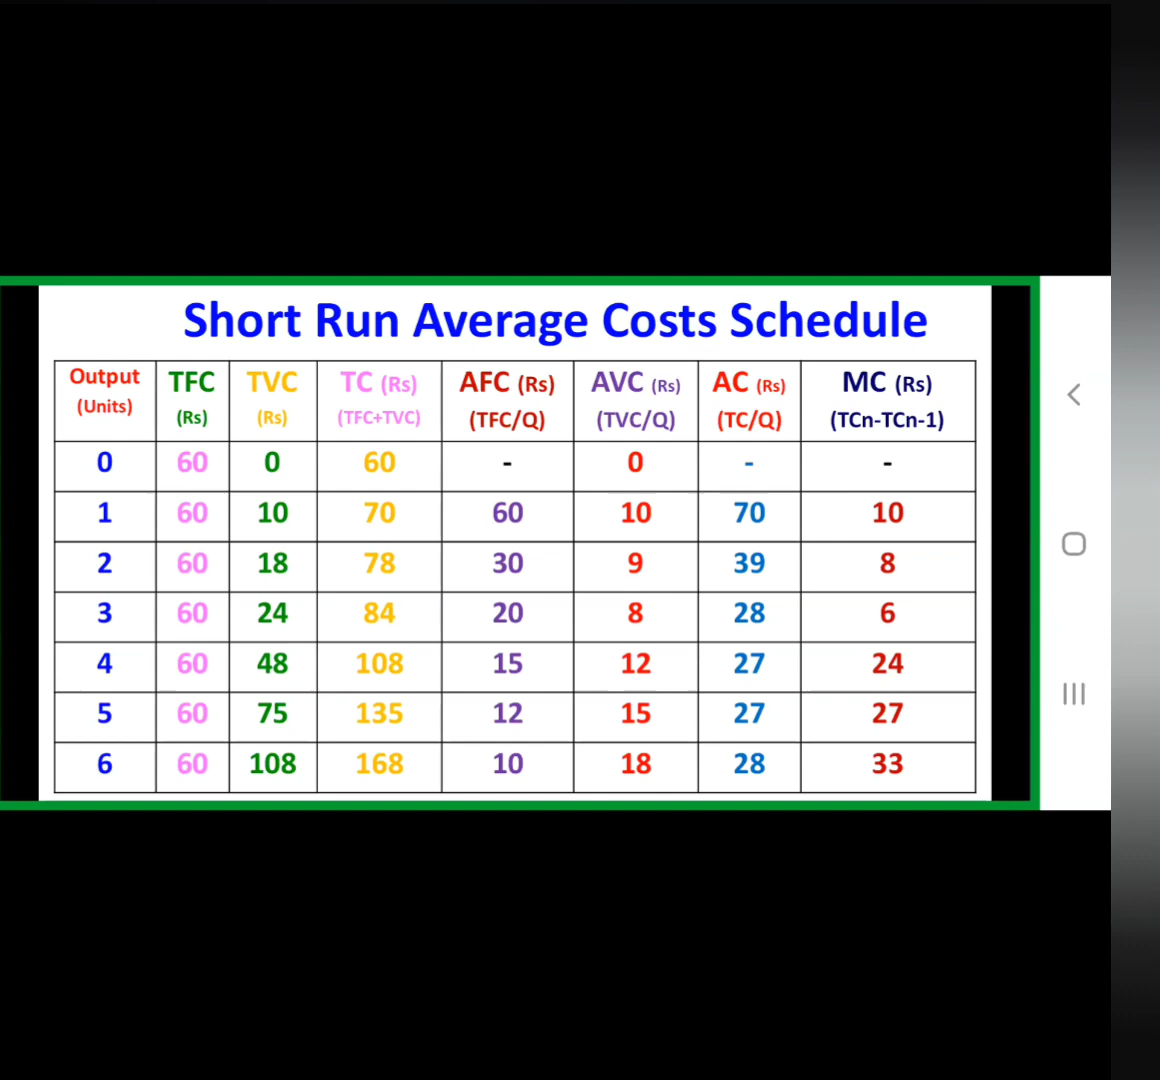 Short Run Average Costs Schedule
Output (Units) TFC (Rs) TVC (Rs) TC (Rs) (TFC+TVC) AFC (Rs) (TFC/Q) AVC (Rs) (TVC/Q) AC (Rs) (TC/Q) MC (Rs) (TCn-TCn-1)
0 60 0 60 - 0 - -
1 60 10 70 60 10 70 10
2 60 18 78 30 9 39 8
3 60 24 84 20 8 28 6
4 60 48 108 15 12 27 24
5 60 75 135 12 15 27 27
6 60 108 168 10 18 28 33